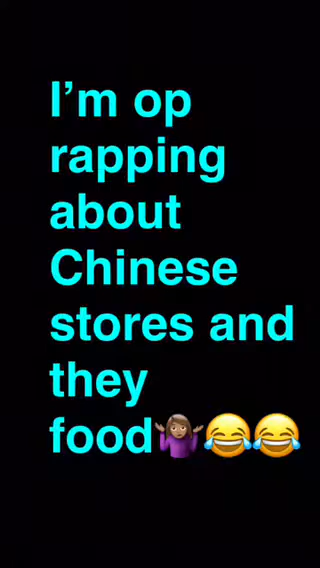 I’m op
rapping
about
Chinese
stores and
they
food🤷🏽‍♀️😂😂